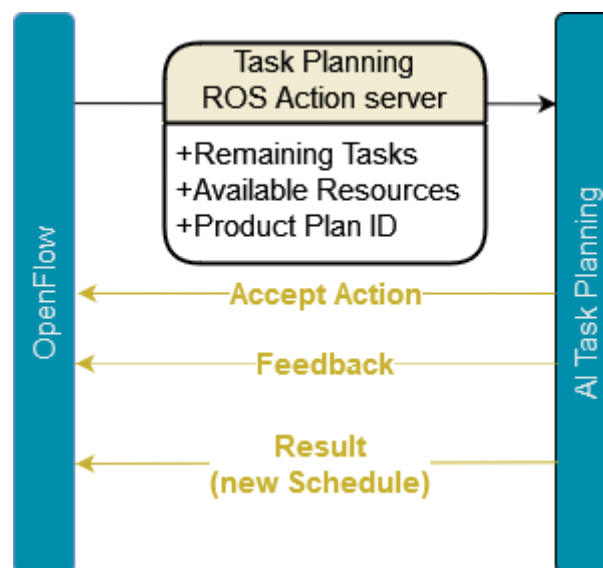 Task Planning
ROS Action server
+Remaining Tasks
+Available Resources
+Product Plan ID
OpenFlow
AI Task Planning
Accept Action
Feedback
Result
(new Schedule)